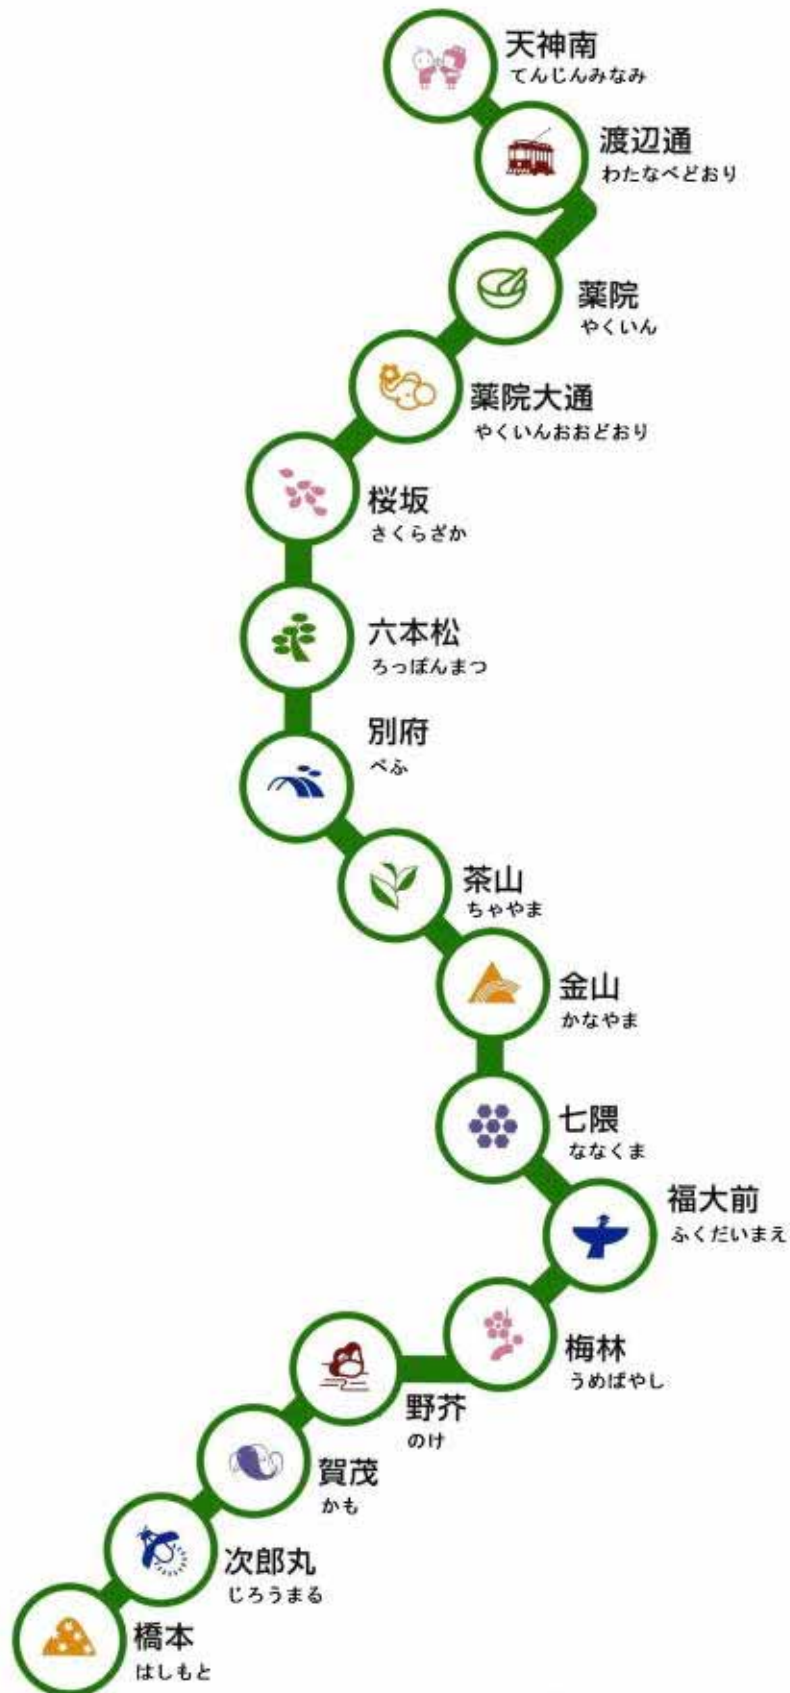 天神南
てんじんみなみ
渡辺通
わたなべどおり
薬院
やくいん
薬院大通
やくいんおおどおり
桜坂
さくらざか
六本松
ろっぽんまつ
別府
べふ
茶山
ちゃやま
金山
かなやま
七隈
ななくま
福大前
ふくだいまえ
梅林
うめばやし
野芥
のけ
賀茂
かも
次郎丸
じろうまる
橋本
はしもと